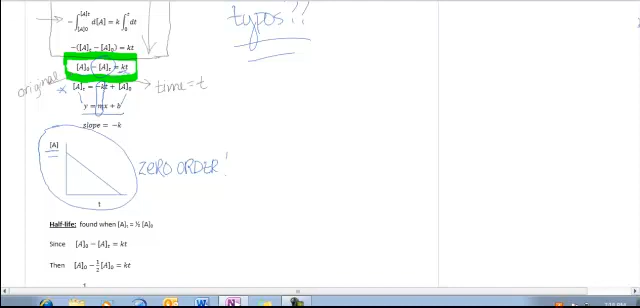 -∫[A]0[A]t d[A] = k ∫0t dt
typos!!
-([A]t - [A]0) = kt
[A]0 - [A]t = kt
original
[A]t = -kt + [A]0
time = t
y = mx + b
slope = -k
[A]
ZERO ORDER!
t
Half-life: found when [A]t = ½ [A]0
Since [A]0 - [A]t = kt
Then [A]0 - ½[A]0 = kt